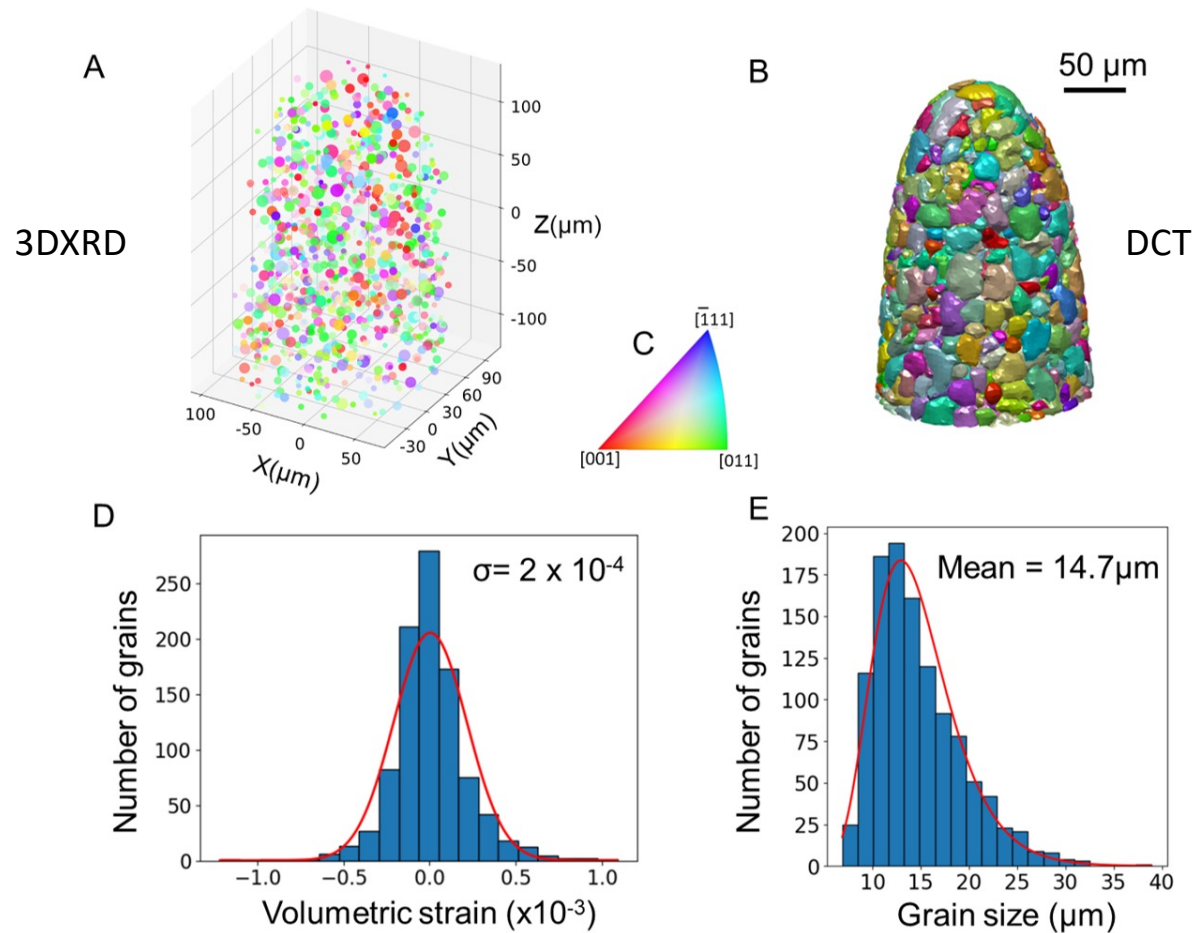 A
B
50 µm
3DXRD
DCT
100
50
0
-50
-100
Z(µm)
90
60
30
0
-30
Y(µm)
100
-50
0
50
X(µm)
C
[1̅11]
[001]
[011]
D
σ= 2 x 10-4
Number of grains
250
200
150
100
50
0
−1.0
−0.5
0.0
0.5
1.0
Volumetric strain (x10-3)
E
Mean = 14.7µm
Number of grains
200
175
150
125
100
75
50
25
0
10
15
20
25
30
35
40
Grain size (µm)